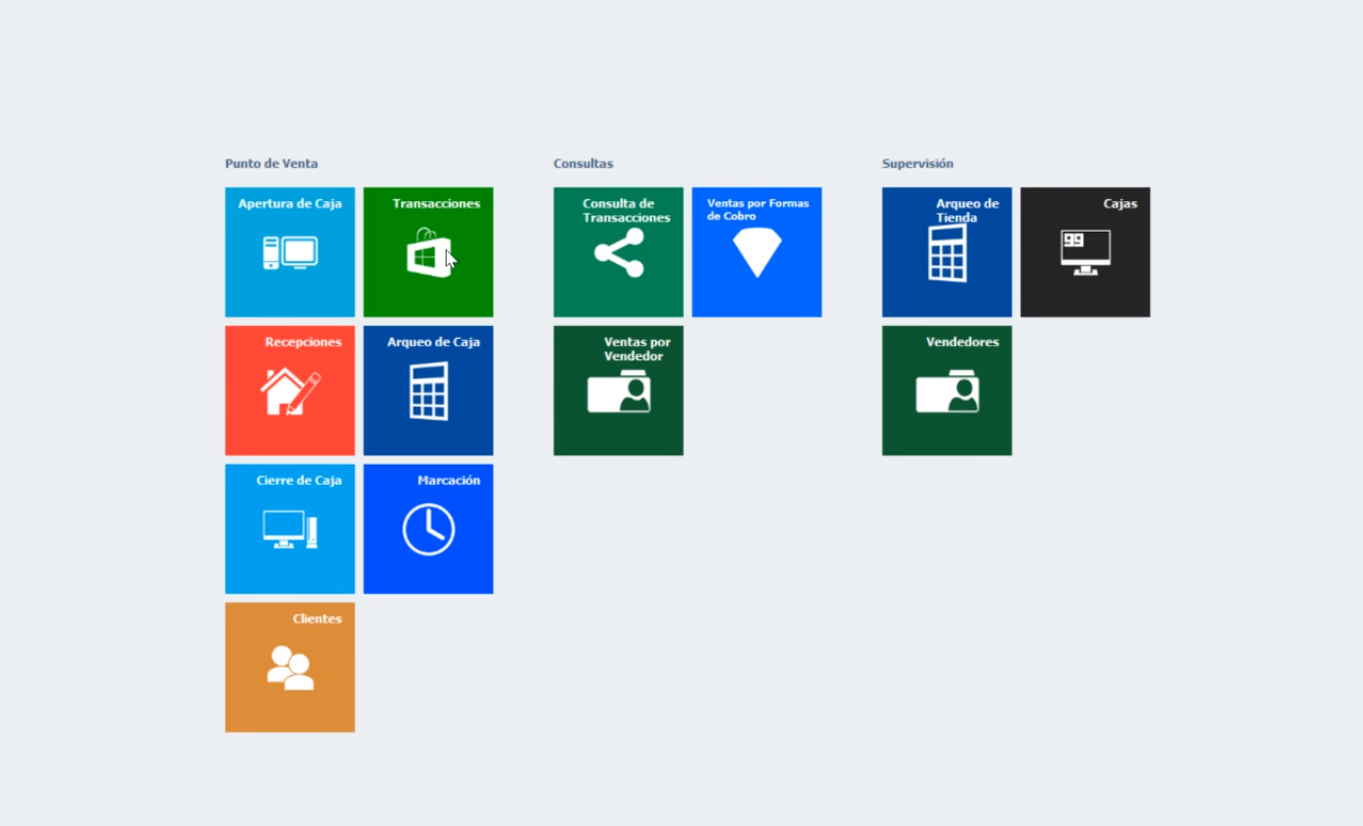 Punto de Venta
Apertura de Caja
Transacciones
Recepciones
Arqueo de Caja
Cierre de Caja
Marcación
Clientes
Consultas
Consulta de
Transacciones
Ventas por Formas
de Cobro
Ventas por
Vendedor
Supervisión
Arqueo de
Tienda
Cajas
99
Vendedores